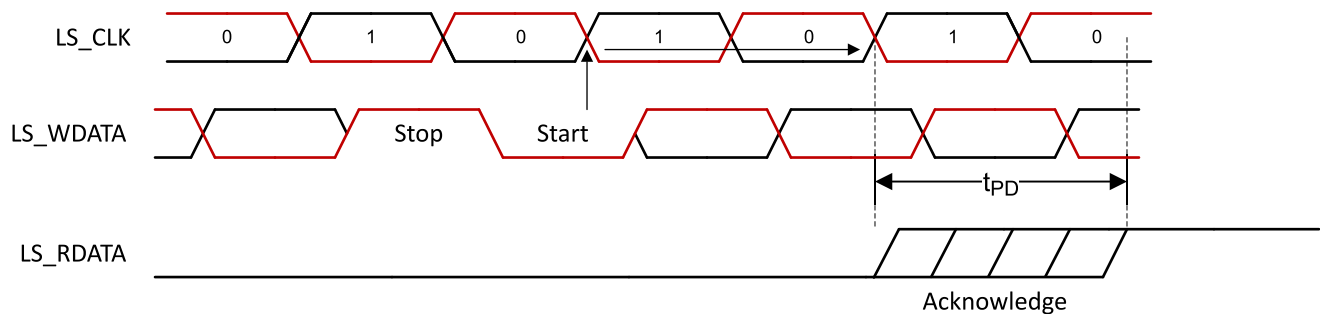 LS_CLK 0 1 0 1 0 1 0
LS_WDATA Stop Start
tPD
LS_RDATA
Acknowledge